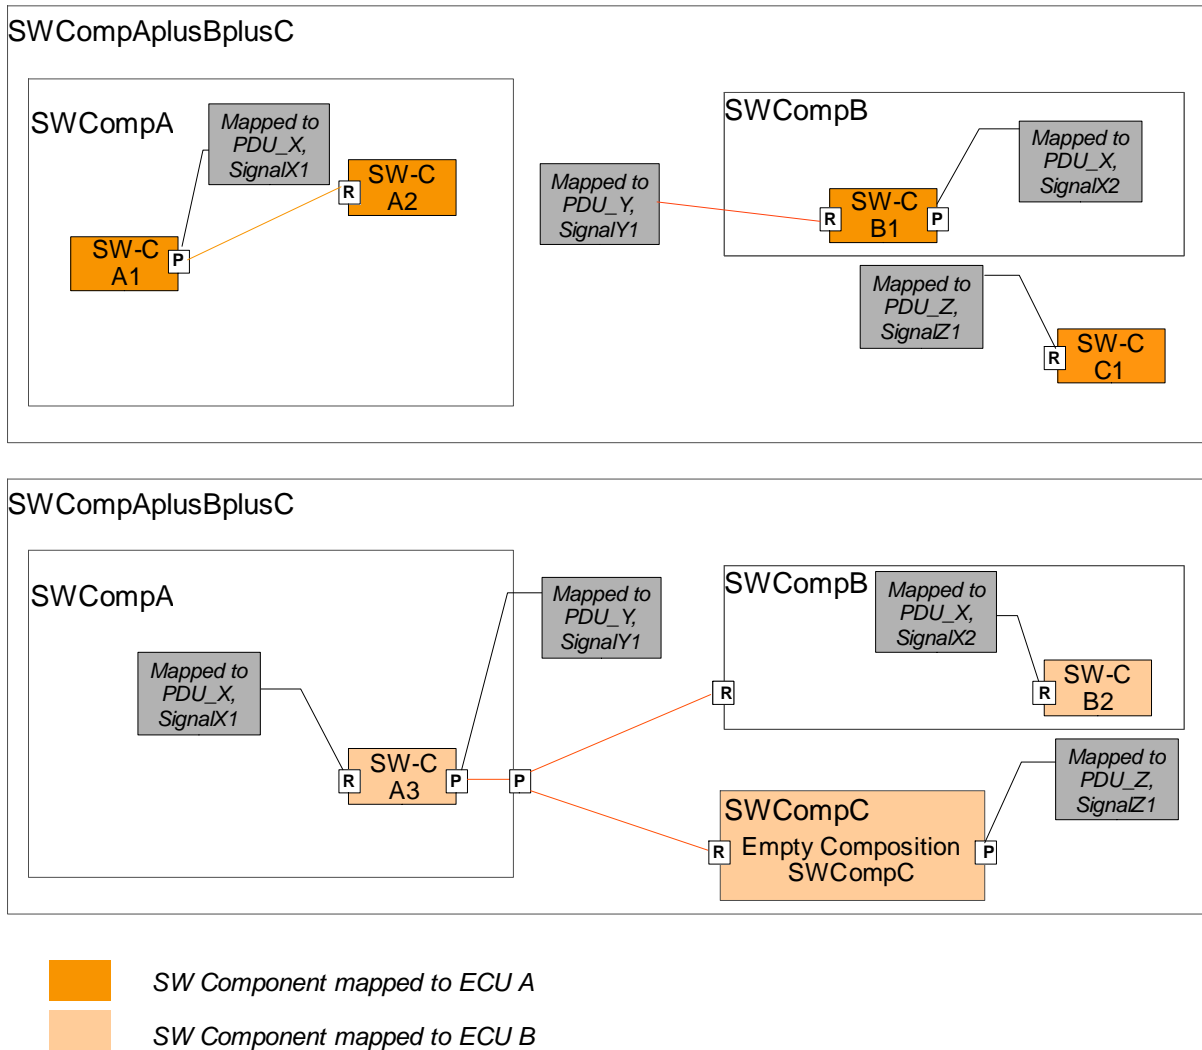 SWCompAplusBplusC
SWCompA
Mapped to
PDU_X,
SignalX1
R
SW-C
A2
SW-C
A1
P
Mapped to
PDU_Y,
SignalY1
SWCompB
R
SW-C
B1
P
Mapped to
PDU_X,
SignalX2
Mapped to
PDU_Z,
SignalZ1
R
SW-C
C1
SWCompAplusBplusC
SWCompA
Mapped to
PDU_X,
SignalX1
R
SW-C
A3
P
P
Mapped to
PDU_Y,
SignalY1
SWCompB
R
Mapped to
PDU_X,
SignalX2
R
SW-C
B2
SWCompC
R
Empty Composition
SWCompC
P
Mapped to
PDU_Z,
SignalZ1
SW Component mapped to ECU A
SW Component mapped to ECU B